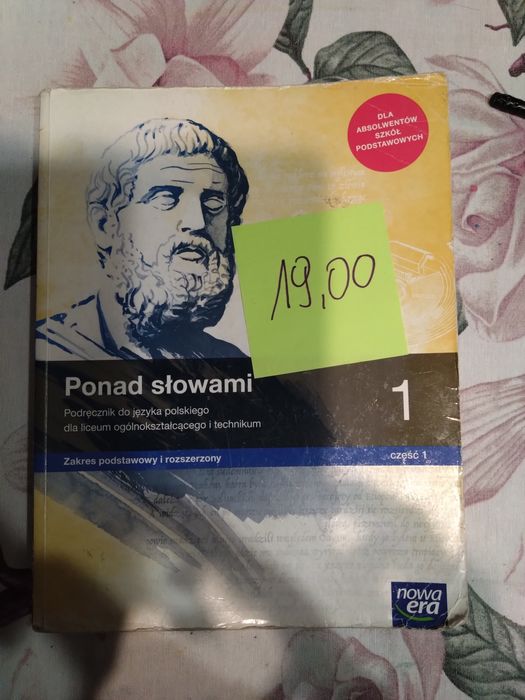 DLA
ABSOLWENTÓW
SZKÓŁ
PODSTAWOWYCH
19,00
Ponad słowami
1
Podręcznik do języka polskiego
dla liceum ogólnokształcącego i technikum
Zakres podstawowy i rozszerzony
część 1
nowa
era